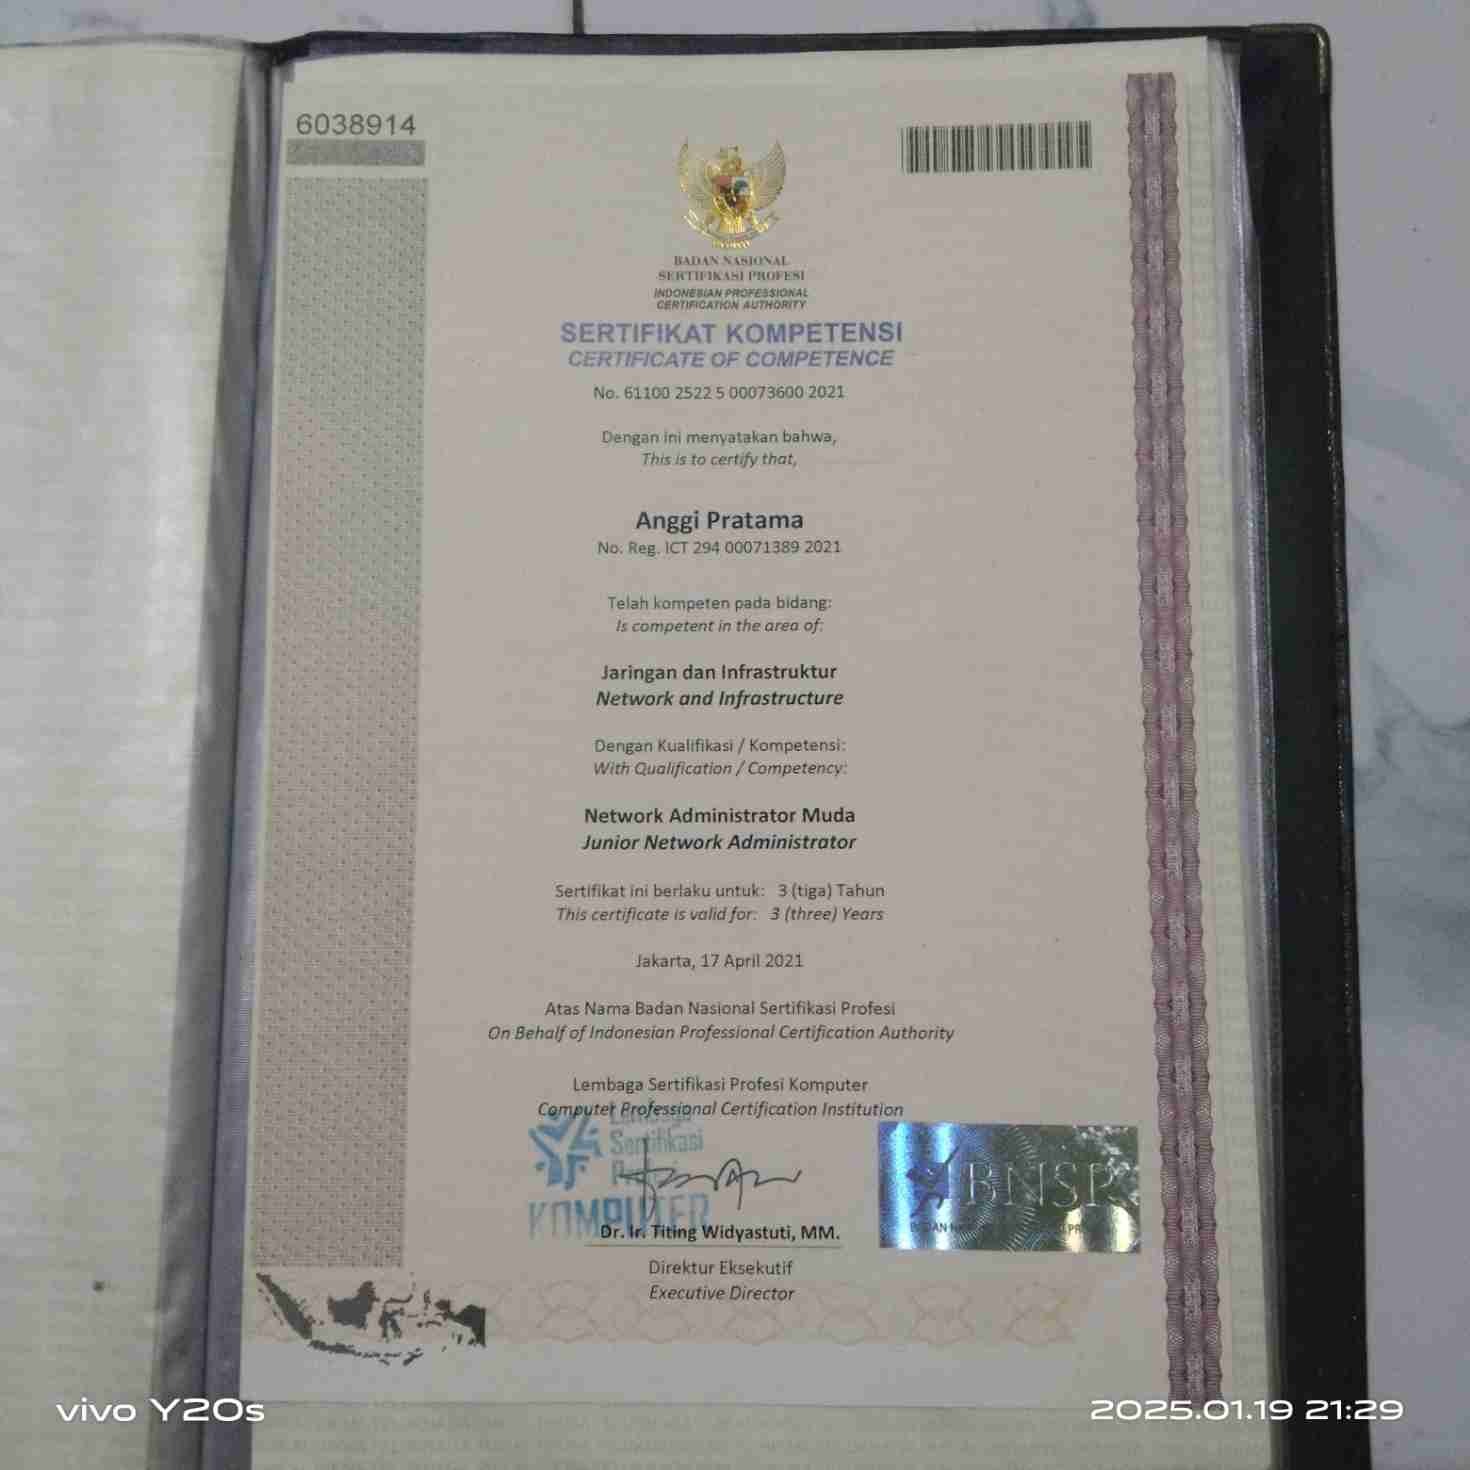 6038914
BADAN NASIONAL
SERTIFIKASI PROFESI
INDONESIAN PROFESSIONAL
CERTIFICATION AUTHORITY
SERTIFIKAT KOMPETENSI
CERTIFICATE OF COMPETENCE
No. 61100 2522 5 00073600 2021
Dengan ini menyatakan bahwa,
This is to certify that,
Anggi Pratama
No. Reg. ICT 294 00071389 2021
Telah kompeten pada bidang:
Is competent in the area of:
Jaringan dan Infrastruktur
Network and Infrastructure
Dengan Kualifikasi / Kompetensi:
With Qualification / Competency:
Network Administrator Muda
Junior Network Administrator
Sertifikat ini berlaku untuk: 3 (tiga) Tahun
This certificate is valid for: 3 (three) Years
Jakarta, 17 April 2021
Atas Nama Badan Nasional Sertifikasi Profesi
On Behalf of Indonesian Professional Certification Authority
Lembaga Sertifikasi Profesi Komputer
Computer Professional Certification Institution
Lembaga
Sertifikasi
KOMPUTER
BNSP
Dr. Ir. Titing Widyastuti, MM.
Direktur Eksekutif
Executive Director
vivo Y20s
2025.01.19 21:29